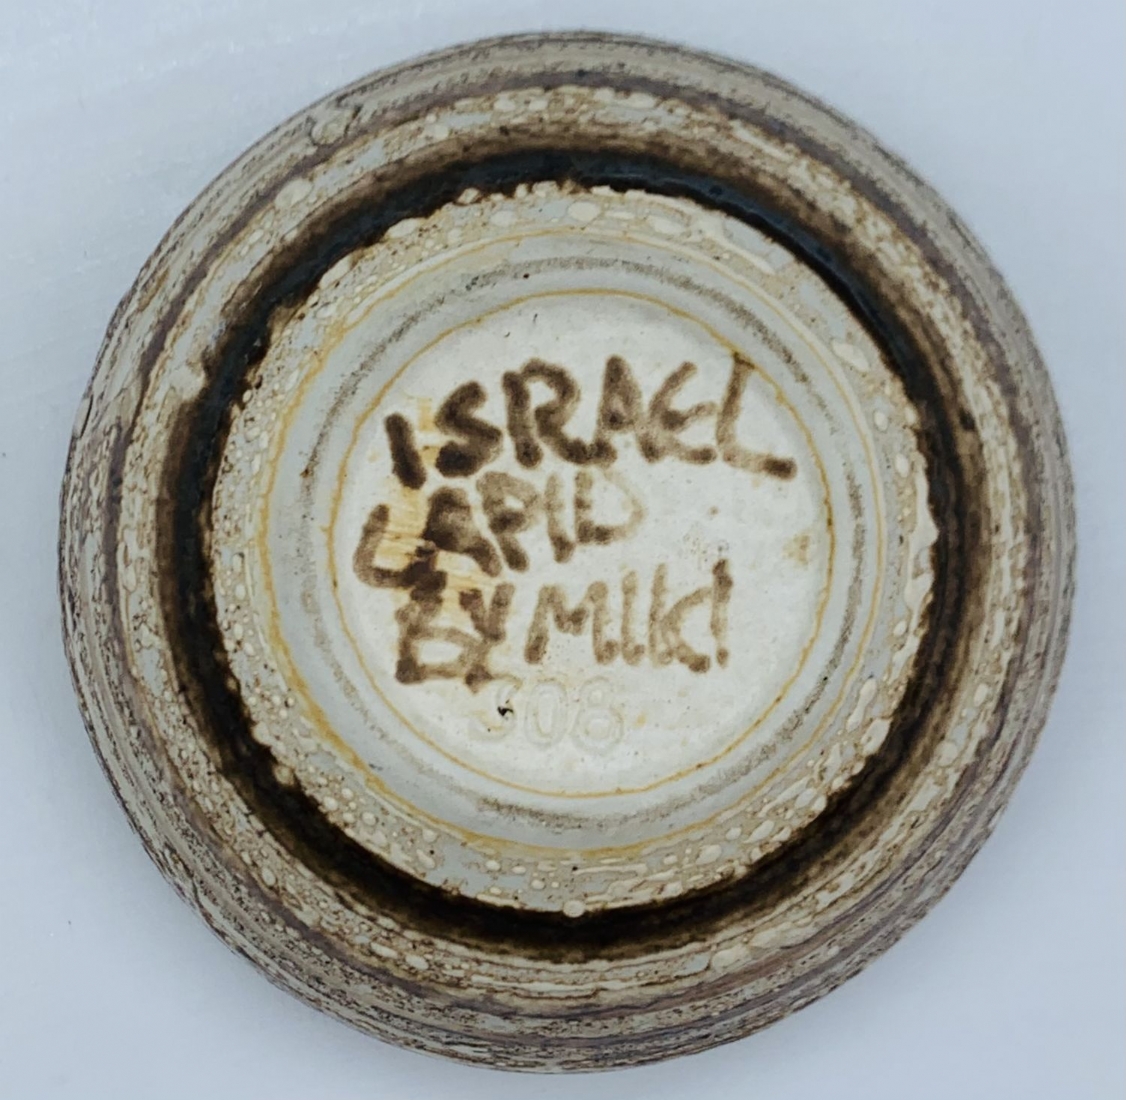 ISRAEL
LAPID
BY MIKI
308